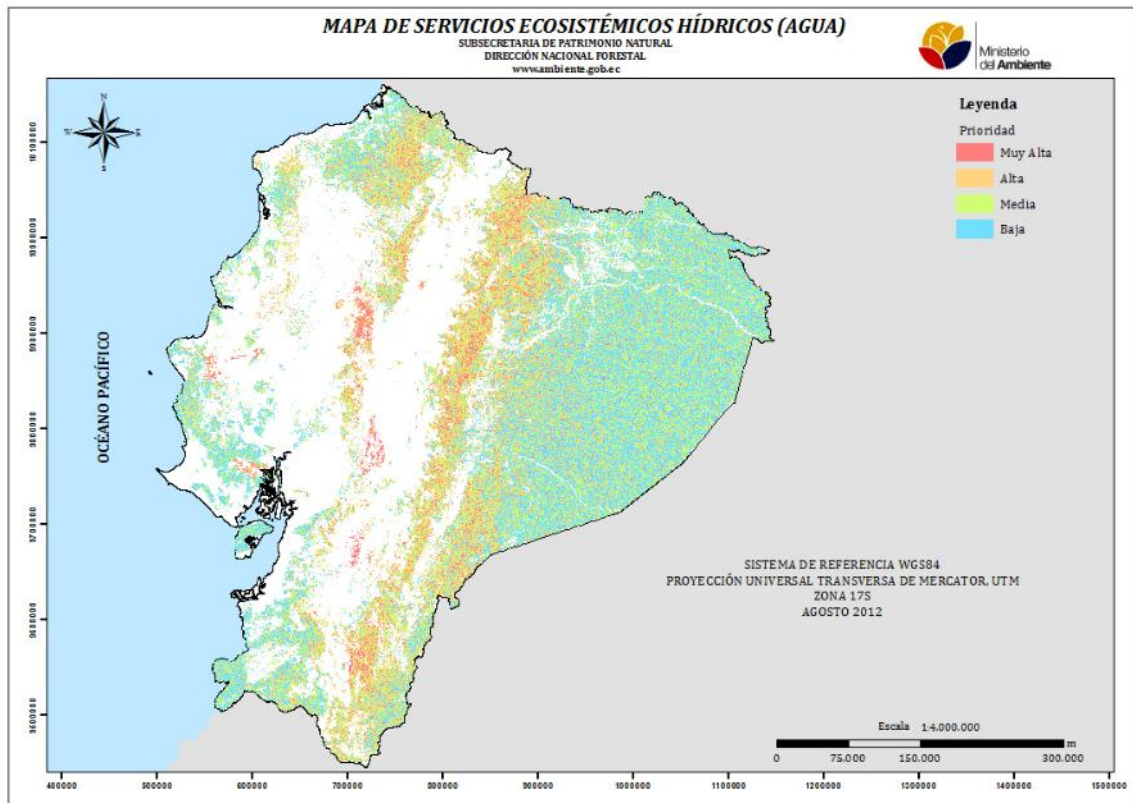 MAPA DE SERVICIOS ECOSISTÉMICOS HÍDRICOS (AGUA)
SUBSECRETARIA DE PATRIMONIO NATURAL
DIRECCIÓN NACIONAL FORESTAL
www.ambiente.gob.ec
Ministerio
del Ambiente
N
W
E
S
Leyenda
Prioridad
Muy Alta
Alta
Media
Baja
OCÉANO PACÍFICO
SISTEMA DE REFERENCIA WGS84
PROYECCIÓN UNIVERSAL TRANSVERSA DE MERCATOR, UTM
ZONA 17S
AGOSTO 2012
Escala 1:4.000.000
m
0 75.000 150.000 300.000
400000 500000 600000 700000 800000 900000 1000000 1100000 1200000 1300000 1400000 1500000